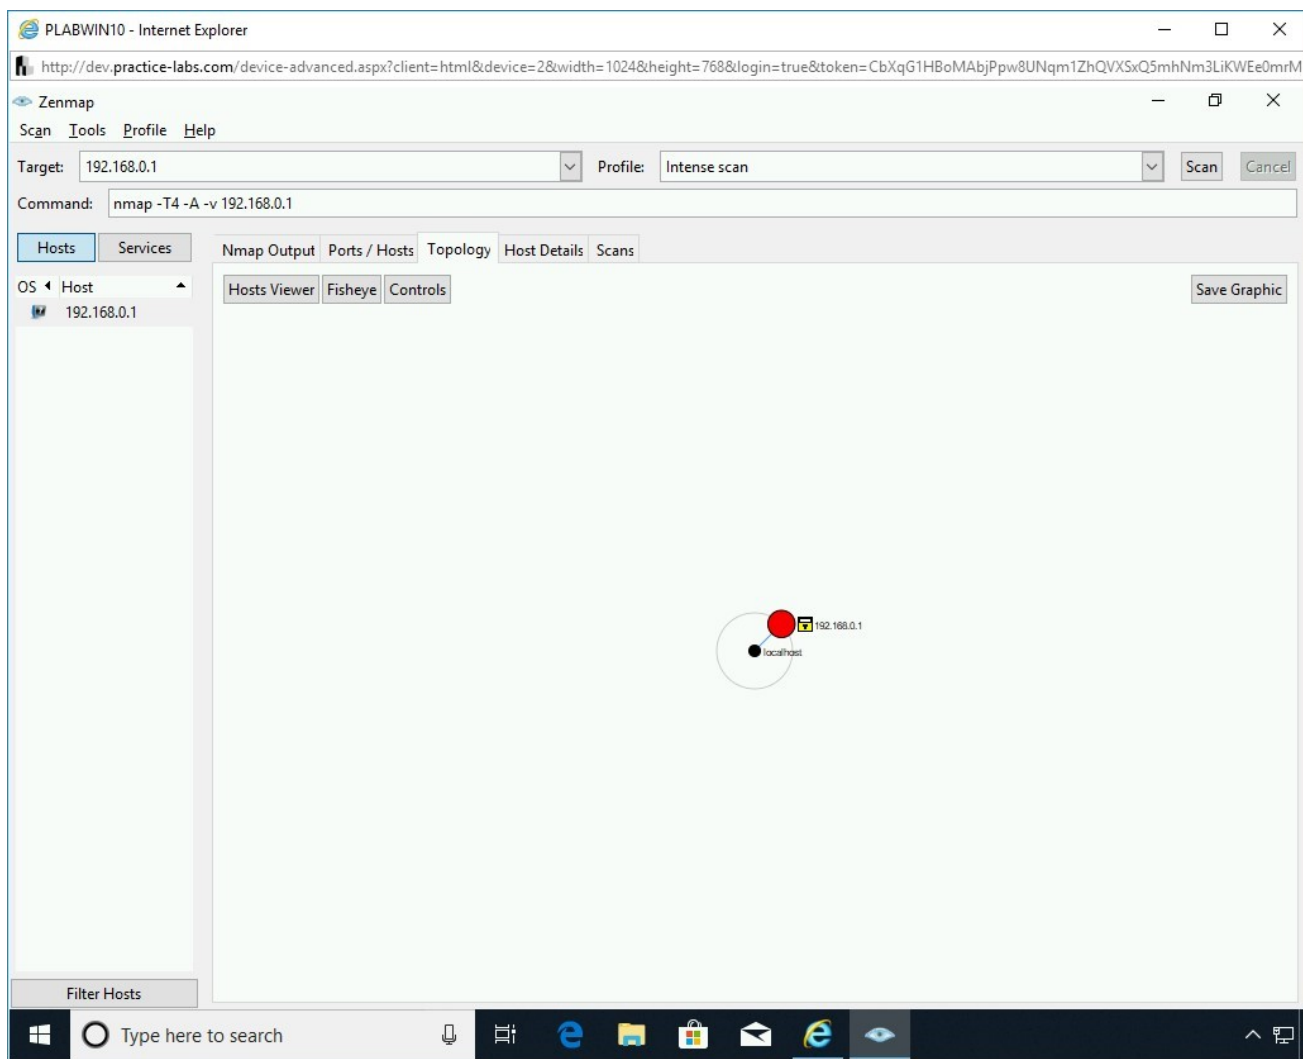 PLABWIN10 - Internet Explorer
http://dev.practice-labs.com/device-advanced.aspx?client=html&device=2&width=1024&height=768&login=true&token=CbXqG1HBoMAbjPpw8UNqm1ZhQVXSxQ5mhNm3LiKWEe0mrM
Zenmap
Scan Tools Profile Help
Target: 192.168.0.1 Profile: Intense scan Scan Cancel
Command: nmap -T4 -A -v 192.168.0.1
Hosts Services Nmap Output Ports / Hosts Topology Host Details Scans
OS Host Hosts Viewer Fisheye Controls Save Graphic
192.168.0.1
192.168.0.1
localhost
Filter Hosts
Type here to search